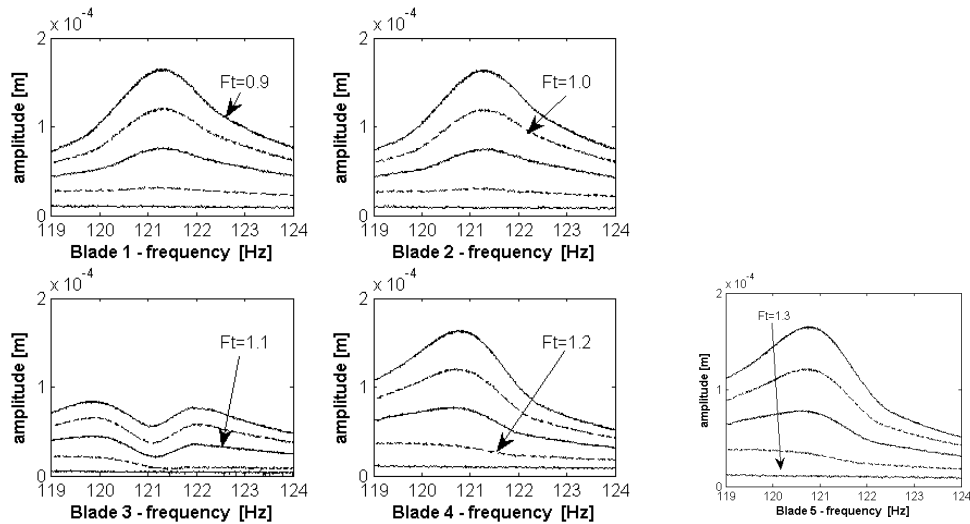 x 10⁻⁴
2
1
0
amplitude [m]
Ft=0.9
119 120 121 122 123 124
Blade 1 - frequency [Hz]
x 10⁻⁴
2
1
0
amplitude [m]
Ft=1.0
119 120 121 122 123 124
Blade 2 - frequency [Hz]
x 10⁻⁴
2
1
0
amplitude [m]
Ft=1.1
119 120 121 122 123 124
Blade 3 - frequency [Hz]
x 10⁻⁴
2
1
0
amplitude [m]
Ft=1.2
119 120 121 122 123 124
Blade 4 - frequency [Hz]
x 10⁻⁴
2
1
0
amplitude [m]
Ft=1.3
119 120 121 122 123 124
Blade 5 - frequency [Hz]